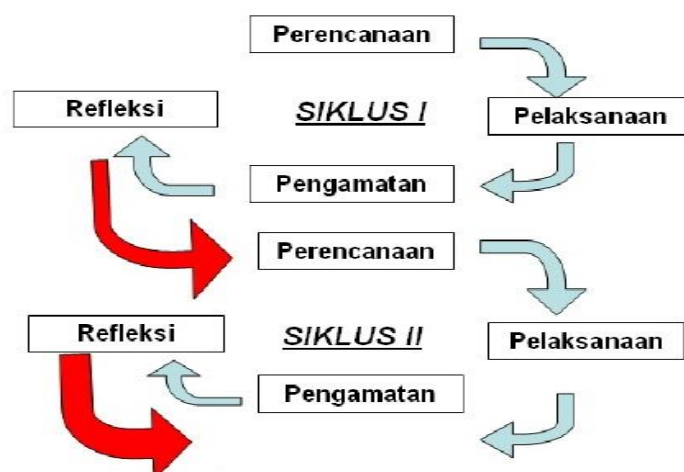 Perencanaan
Refleksi
SIKLUS I
Pelaksanaan
Pengamatan
Perencanaan
Refleksi
SIKLUS II
Pelaksanaan
Pengamatan